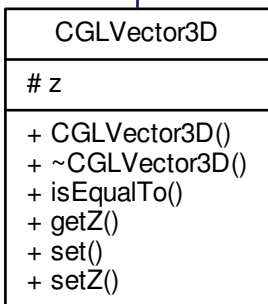 CGLVector3D
# z
+ CGLVector3D()
+ ~CGLVector3D()
+ isEqualTo()
+ getZ()
+ set()
+ setZ()